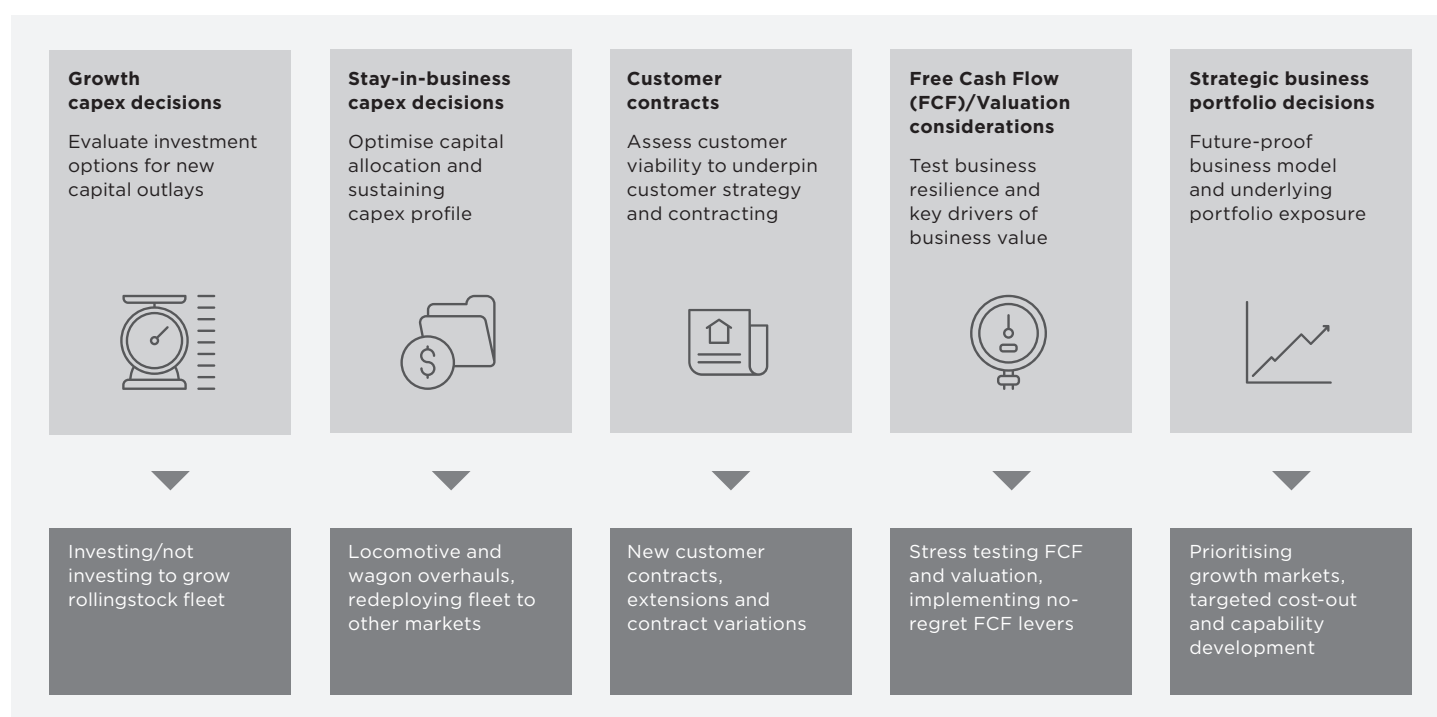 Growth
capex decisions
Evaluate investment
options for new
capital outlays
Stay-in-business
capex decisions
Optimise capital
allocation and
sustaining
capex profile
$
Customer
contracts
Assess customer
viability to underpin
customer strategy
and contracting
Free Cash Flow
(FCF)/Valuation
considerations
Test business
resilience and
key drivers of
business value
Strategic business
portfolio decisions
Future-proof
business model
and underlying
portfolio exposure
Investing/not
investing to grow
rollingstock fleet
Locomotive and
wagon overhauls,
redeploying fleet to
other markets
New customer
contracts,
extensions and
contract variations
Stress testing FCF
and valuation,
implementing no-
regret FCF levers
Prioritising
growth markets,
targeted cost-out
and capability
development